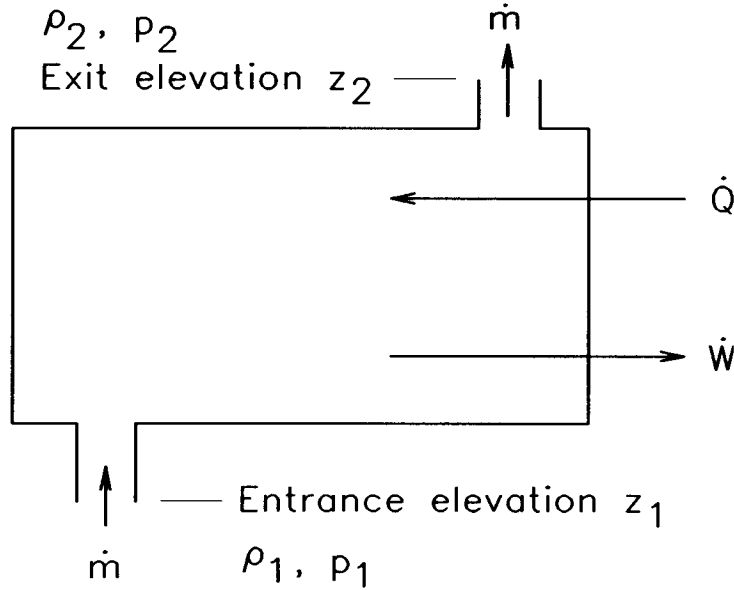 ρ₂, p₂
ṁ
Exit elevation z₂
Q̇
Ẇ
Entrance elevation z₁
ṁ
ρ₁, p₁